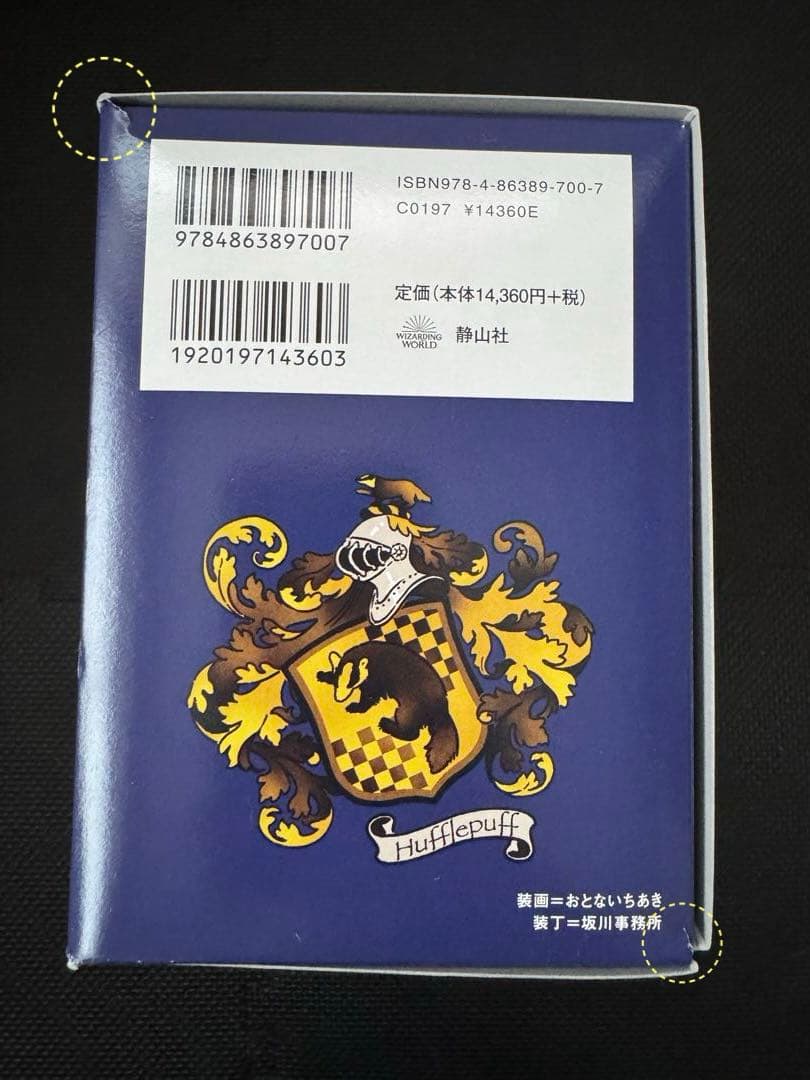 ISBN978-4-86389-700-7
C0197 ¥14360E
9784863897007
定価(本体14,360円+税)
1920197143603
WIZARDING
WORLD
静山社
Hufflepuff
装画=おとないちあき
装丁=坂川事務所